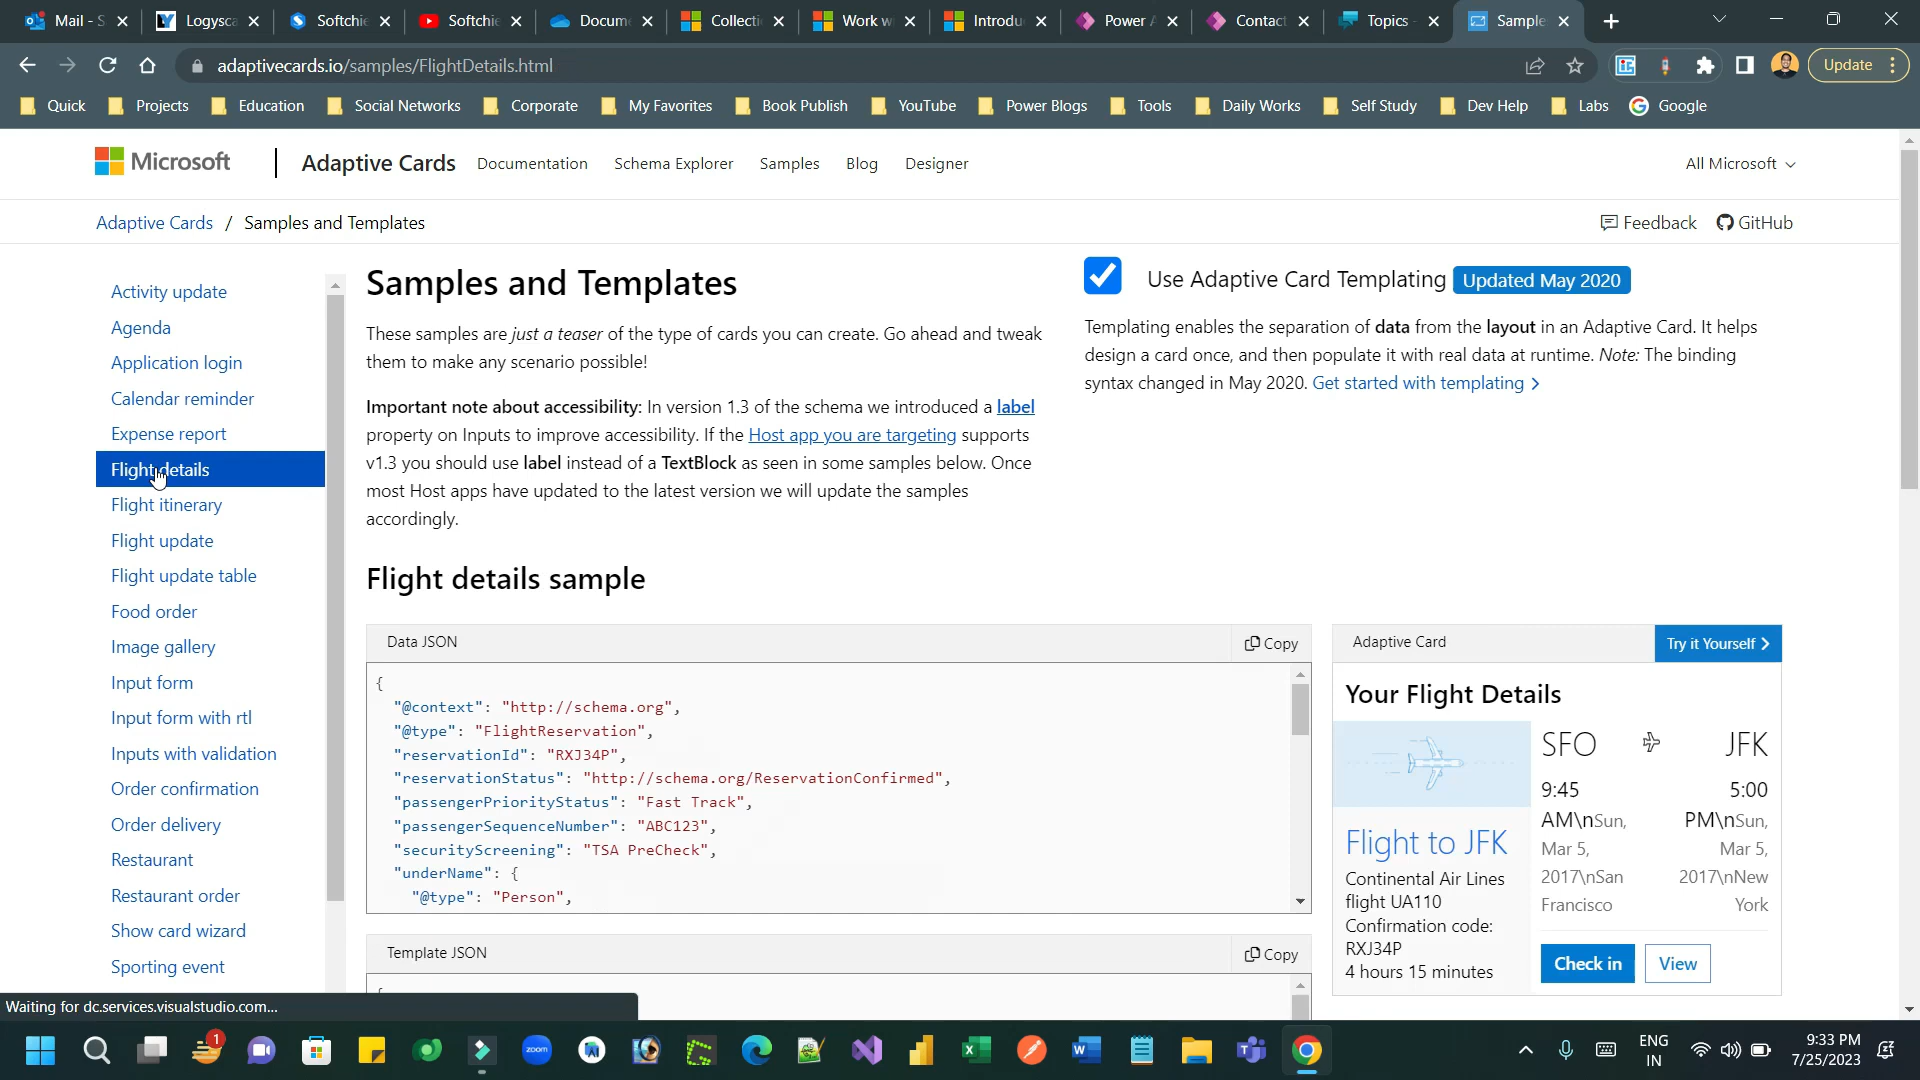 Mail - S
Logysca
Softchie
Softchie
Docume
Collecti
Work w
Introdu
Power A
Contact
Topics
Sample
adaptivecards.io/samples/FlightDetails.html
Update
Quick
Projects
Education
Social Networks
Corporate
My Favorites
Book Publish
YouTube
Power Blogs
Tools
Daily Works
Self Study
Dev Help
Labs
Google
Microsoft
Adaptive Cards
Documentation
Schema Explorer
Samples
Blog
Designer
All Microsoft
Adaptive Cards / Samples and Templates
Feedback
GitHub
Activity update
Agenda
Application login
Calendar reminder
Expense report
Flight details
Flight itinerary
Flight update
Flight update table
Food order
Image gallery
Input form
Input form with rtl
Inputs with validation
Order confirmation
Order delivery
Restaurant
Restaurant order
Show card wizard
Sporting event
Samples and Templates
These samples are just a teaser of the type of cards you can create. Go ahead and tweak
them to make any scenario possible!
Important note about accessibility: In version 1.3 of the schema we introduced a label
property on Inputs to improve accessibility. If the Host app you are targeting supports
v1.3 you should use label instead of a TextBlock as seen in some samples below. Once
most Host apps have updated to the latest version we will update the samples
accordingly.
Use Adaptive Card Templating Updated May 2020
Templating enables the separation of data from the layout in an Adaptive Card. It helps
design a card once, and then populate it with real data at runtime. Note: The binding
syntax changed in May 2020. Get started with templating >
Flight details sample
Data JSON
Copy
{
"@context": "http://schema.org",
"@type": "FlightReservation",
"reservationId": "RXJ34P",
"reservationStatus": "http://schema.org/ReservationConfirmed",
"passengerPriorityStatus": "Fast Track",
"passengerSequenceNumber": "ABC123",
"securityScreening": "TSA PreCheck",
"underName": {
"@type": "Person",
Template JSON
Copy
{
Adaptive Card
Try it Yourself >
Your Flight Details
Flight to JFK
Continental Air Lines
flight UA110
Confirmation code:
RXJ34P
4 hours 15 minutes
SFO
JFK
9:45
AM\nSun,
Mar 5,
2017\nSan
Francisco
5:00
PM\nSun,
Mar 5,
2017\nNew
York
Check in
View
Waiting for dc.services.visualstudio.com...
1
zoom
ENG
IN
9:33 PM
7/25/2023